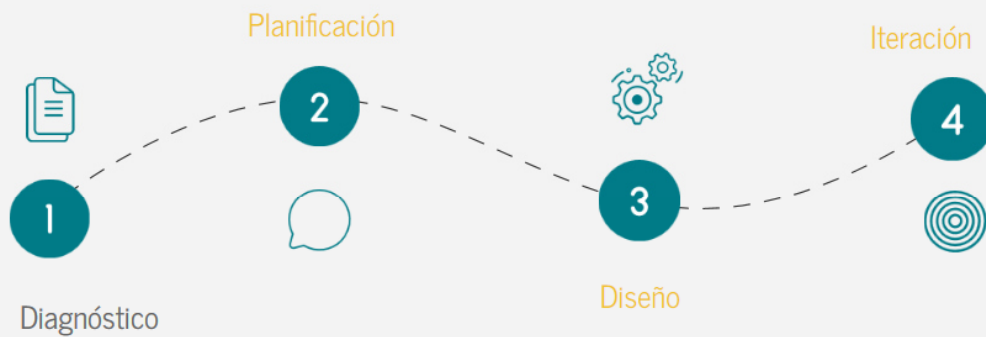 1
Diagnóstico
Planificación
2
3
Diseño
Iteración
4